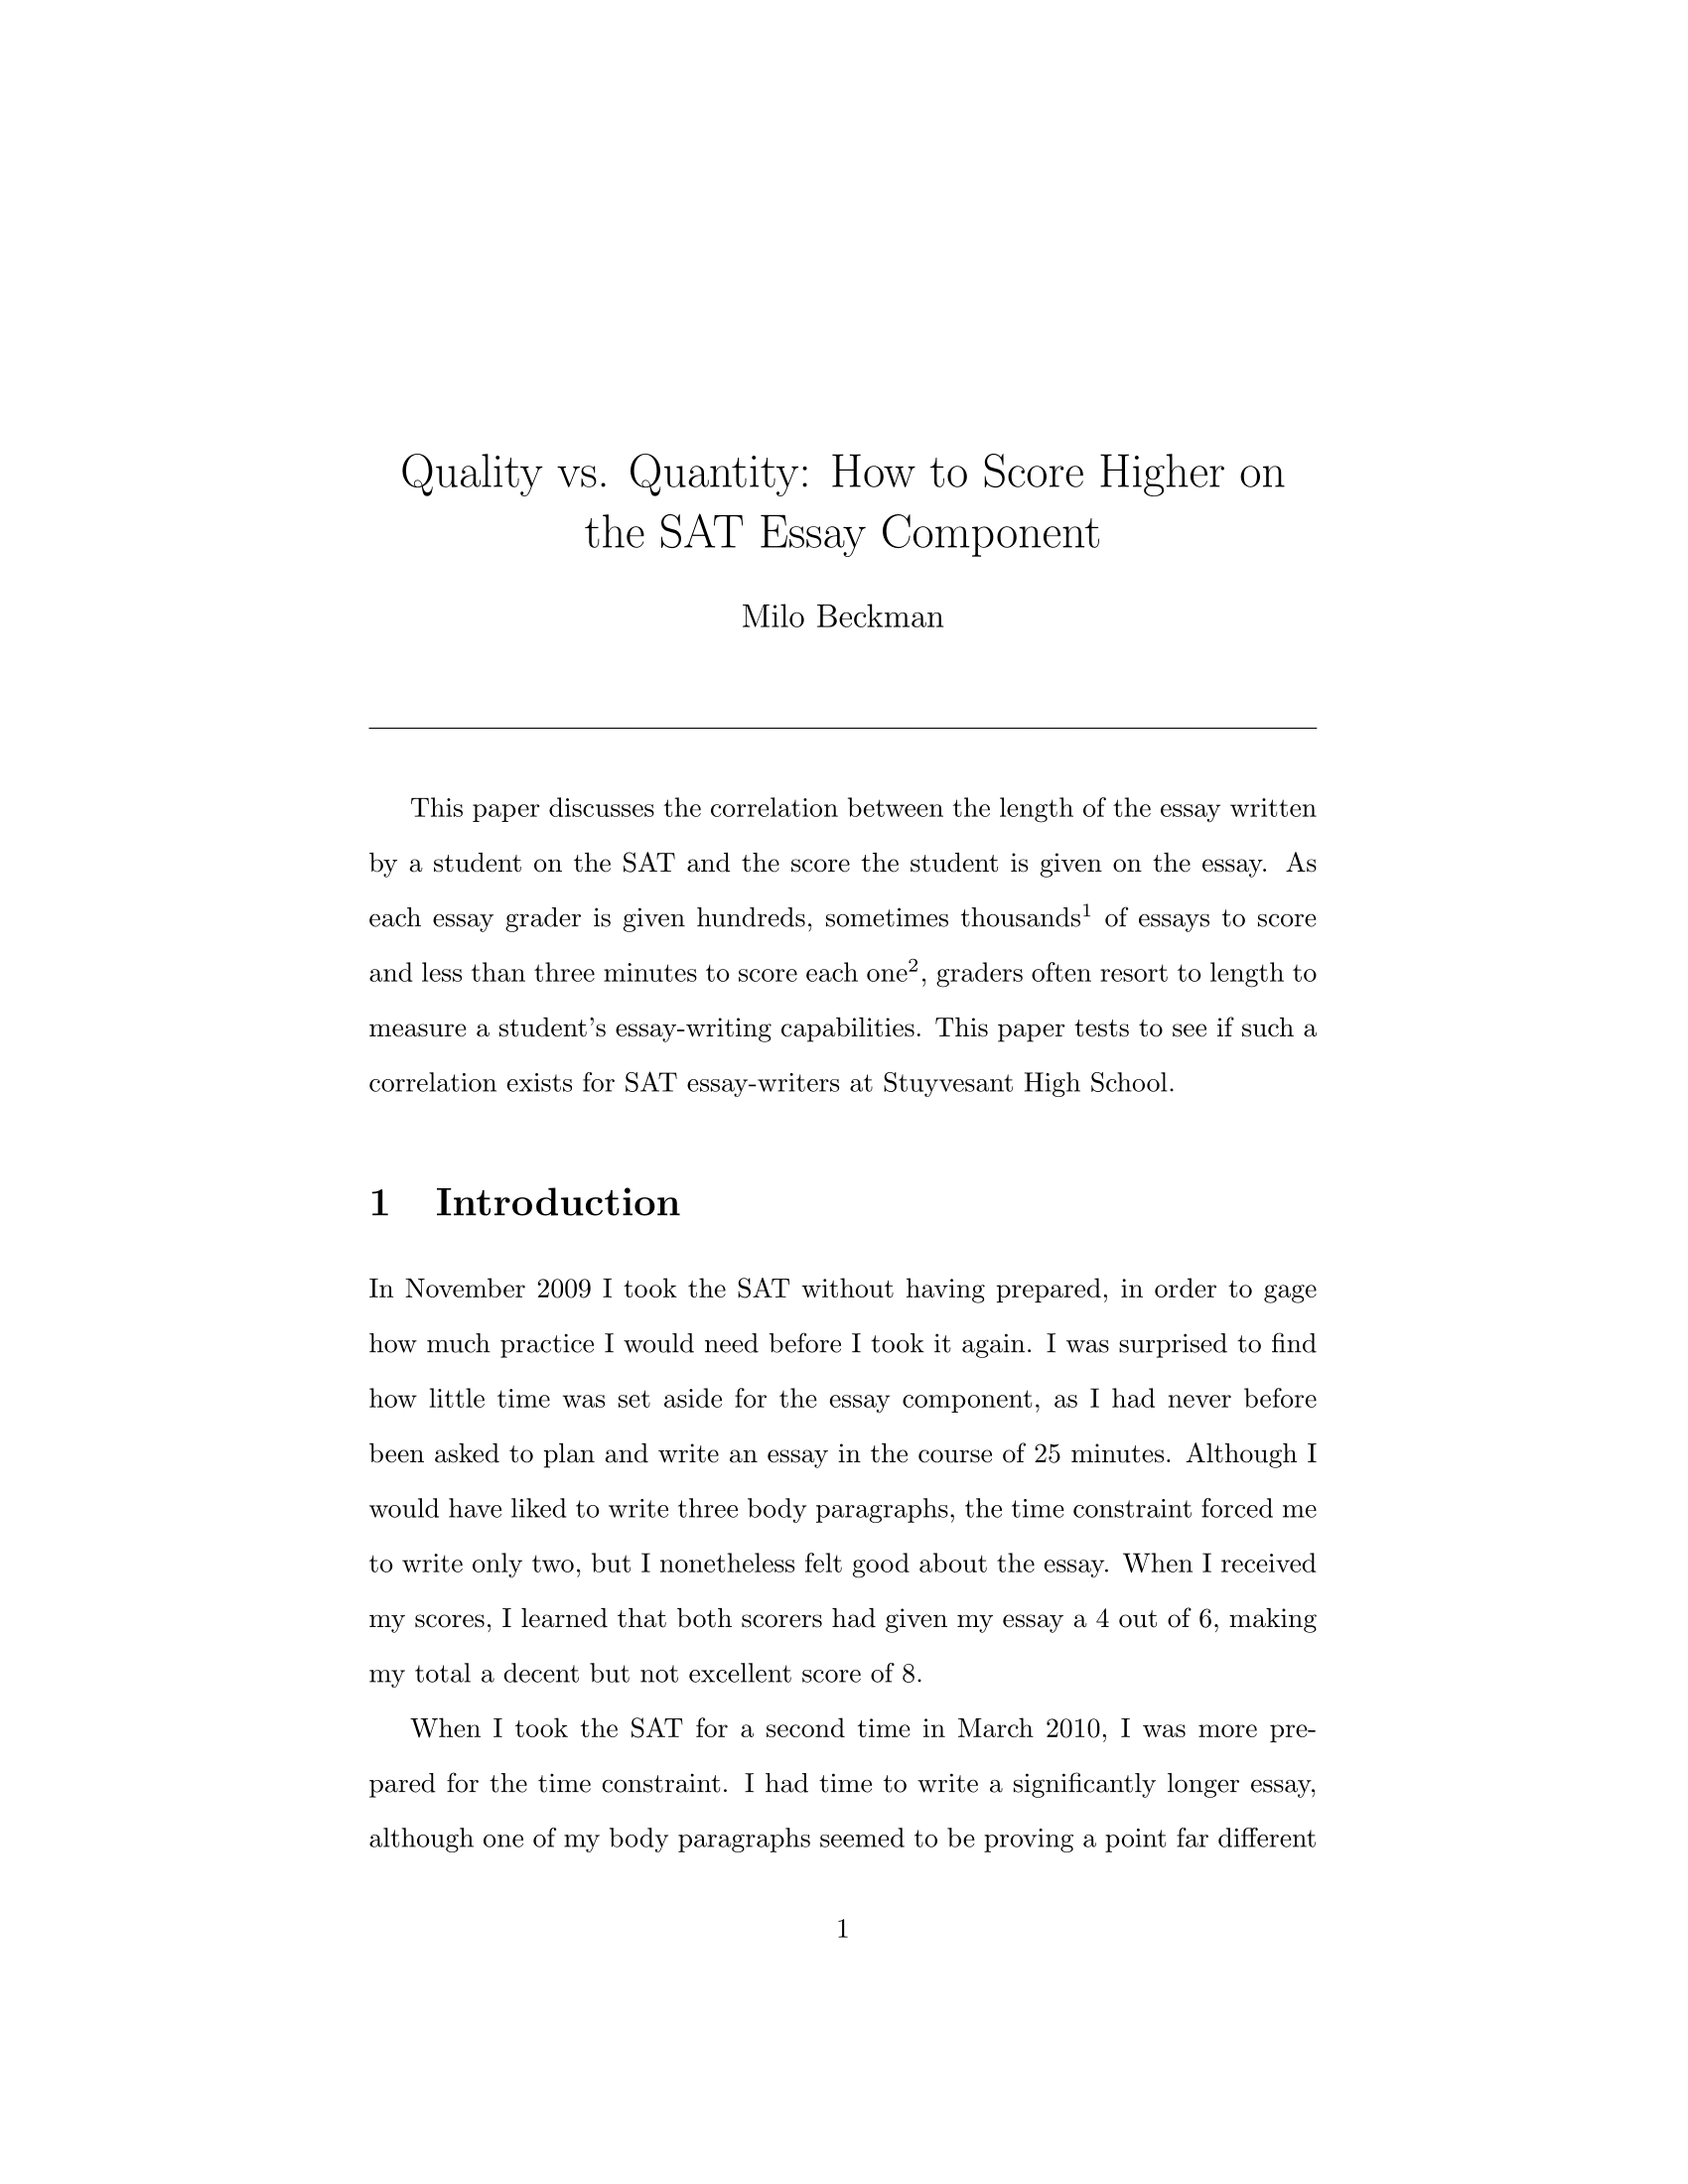 Quality vs. Quantity: How to Score Higher on
the SAT Essay Component
Milo Beckman
This paper discusses the correlation between the length of the essay written
by a student on the SAT and the score the student is given on the essay. As
each essay grader is given hundreds, sometimes thousands¹ of essays to score
and less than three minutes to score each one², graders often resort to length to
measure a student's essay-writing capabilities. This paper tests to see if such a
correlation exists for SAT essay-writers at Stuyvesant High School.
1 Introduction
In November 2009 I took the SAT without having prepared, in order to gage
how much practice I would need before I took it again. I was surprised to find
how little time was set aside for the essay component, as I had never before
been asked to plan and write an essay in the course of 25 minutes. Although I
would have liked to write three body paragraphs, the time constraint forced me
to write only two, but I nonetheless felt good about the essay. When I received
my scores, I learned that both scorers had given my essay a 4 out of 6, making
my total a decent but not excellent score of 8.
When I took the SAT for a second time in March 2010, I was more pre-
pared for the time constraint. I had time to write a significantly longer essay,
although one of my body paragraphs seemed to be proving a point far different
1